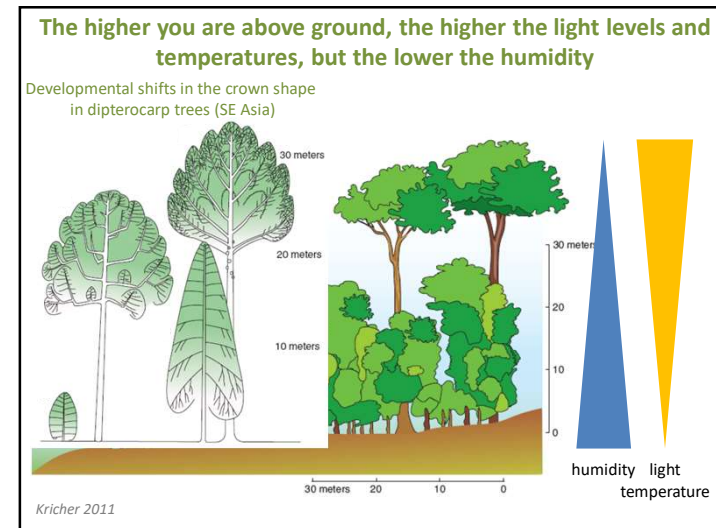 The higher you are above ground, the higher the light levels and
temperatures, but the lower the humidity
Developmental shifts in the crown shape
in dipterocarp trees (SE Asia)
30 meters
20 meters
10 meters
30 meters
20
10
0
humidity light
temperature
30 meters 20 10 0
Kricher 2011